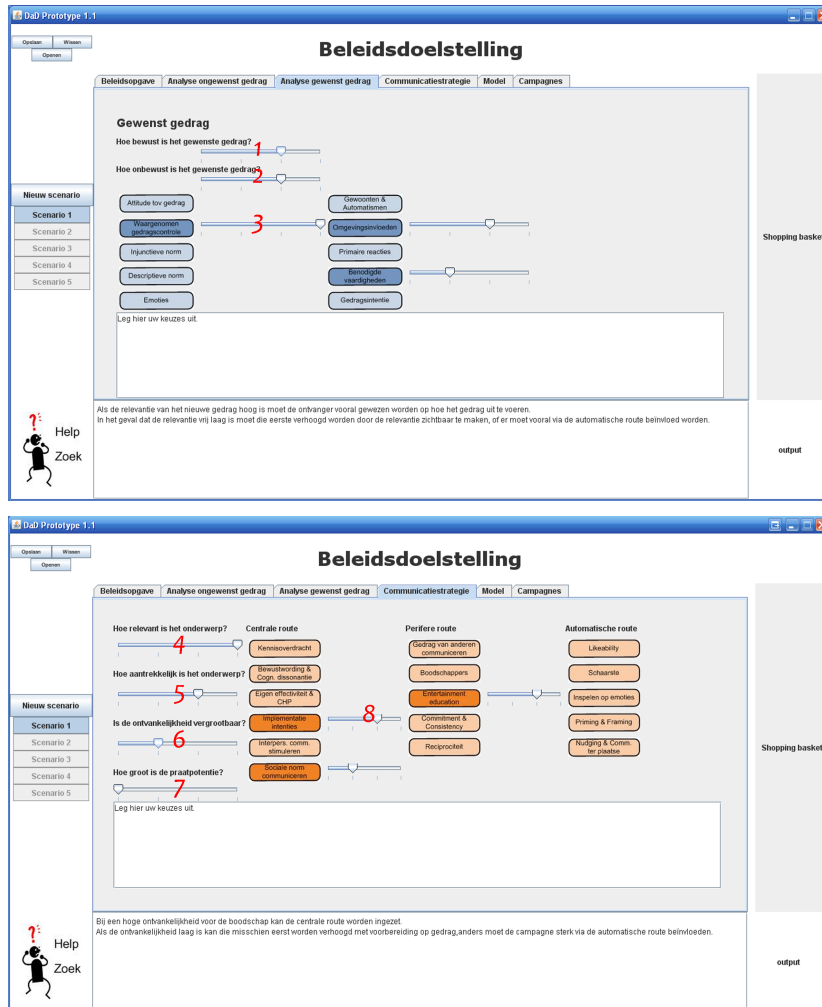 DaD Prototype 1.1
Opslaan Wissen
Openen
Beleidsdoelstelling
Beleidsopgave Analyse ongewenst gedrag Analyse gewenst gedrag Communicatiestrategie Model Campagnes
Gewenst gedrag
Hoe bewust is het gewenste gedrag?
1
Hoe onbewust is het gewenste gedrag?
2
Nieuw scenario
Scenario 1
Scenario 2
Scenario 3
Scenario 4
Scenario 5
Attitude tov gedrag
Gewoonten &
Automatismen
Waargenomen
gedragscontrole
3
Omgevingsinvloeden
Injunctieve norm
Primaire reacties
Descriptieve norm
Benodigde
vaardigheden
Emoties
Gedragsintentie
Shopping basket
Leg hier uw keuzes uit.
Als de relevantie van het nieuwe gedrag hoog is moet de ontvanger vooral gewezen worden op hoe het gedrag uit te voeren.
In het geval dat de relevantie vrij laag is moet die eerste verhoogd worden door de relevantie zichtbaar te maken, of er moet vooral via de automatische route beïnvloed worden.
?
Help
Zoek
output
DaD Prototype 1.1
Opslaan Wissen
Openen
Beleidsdoelstelling
Beleidsopgave Analyse ongewenst gedrag Analyse gewenst gedrag Communicatiestrategie Model Campagnes
Hoe relevant is het onderwerp?
4
Hoe aantrekkelijk is het onderwerp?
5
Is de ontvankelijkheid vergrootbaar?
6
Hoe groot is de praatpotentie?
7
Centrale route
Kennisoverdracht
Bewustwording &
Cogn. dissonantie
Eigen effectiviteit &
CHP
Implementatie
intenties
8
Interpers. comm.
stimuleren
Sociale norm
communiceren
Perifere route
Gedrag van anderen
communiceren
Boodschappers
Entertainment
education
Commitment &
Consistency
Reciprociteit
Automatische route
Likeability
Schaarste
Inspelen op emoties
Priming & Framing
Nudging & Comm.
ter plaatse
Nieuw scenario
Scenario 1
Scenario 2
Scenario 3
Scenario 4
Scenario 5
Shopping basket
Leg hier uw keuzes uit.
Bij een hoge ontvankelijkheid voor de boodschap kan de centrale route worden ingezet.
Als de ontvankelijkheid laag is kan die misschien eerst worden verhoogd met voorbereiding op gedrag,anders moet de campagne sterk via de automatische route beïnvloeden.
?
Help
Zoek
output